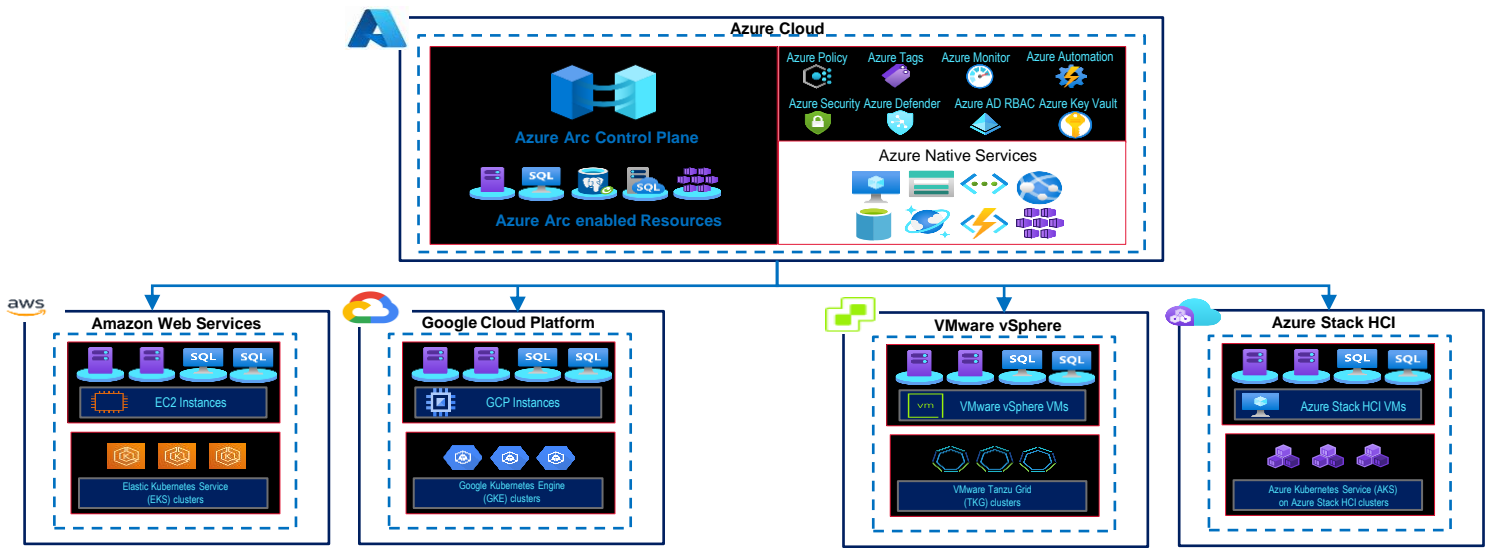 Azure Cloud
Azure Policy
Azure Tags
Azure Monitor
Azure Automation
Azure Security
Azure Defender
Azure AD RBAC
Azure Key Vault
Azure Arc Control Plane
SQL
SQL
Azure Arc enabled Resources
Azure Native Services
aws
Amazon Web Services
SQL
SQL
EC2 Instances
Elastic Kubernetes Service
(EKS) clusters
Google Cloud Platform
SQL
SQL
GCP Instances
Google Kubernetes Engine
(GKE) clusters
VMware vSphere
SQL
SQL
vm
VMware vSphere VMs
VMware Tanzu Grid
(TKG) clusters
Azure Stack HCI
SQL
SQL
Azure Stack HCI VMs
Azure Kubernetes Service (AKS)
on Azure Stack HCI clusters